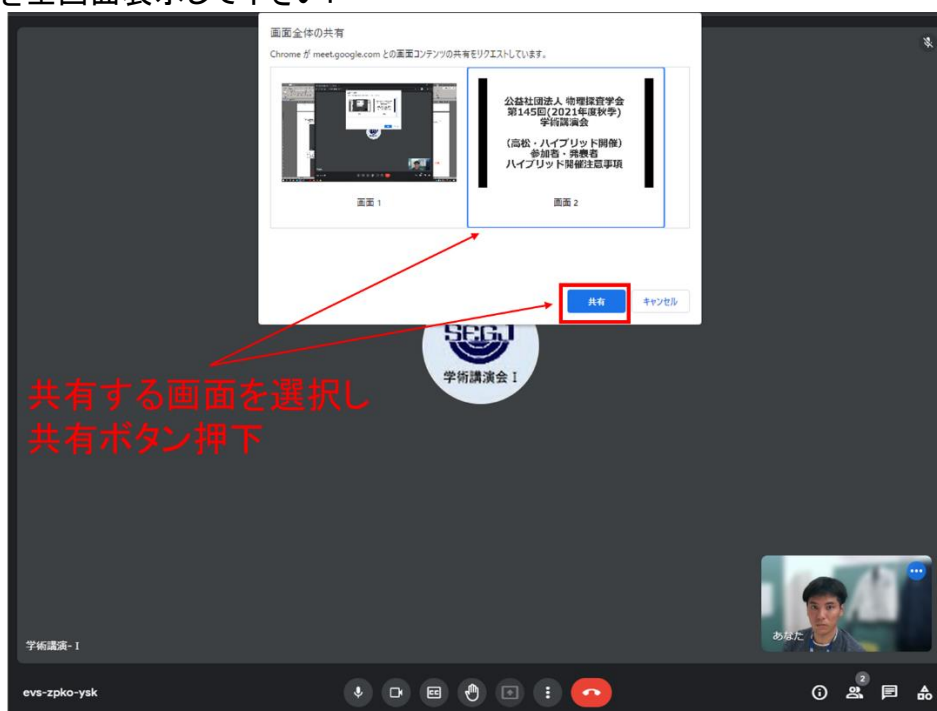 を全画面表示して下さい。
画面全体の共有
Chrome が meet.google.com との画面コンテンツの共有をリクエストしています。
公益社団法人 物理探査学会
第145回(2021年度秋季)
学術講演会
(高松・ハイブリッド開催)
参加者・発表者
ハイブリッド開催注意事項
画面 1
画面 2
共有
キャンセル
SEGJ
学術講演会 I
共有する画面を選択し
共有ボタン押下
あなた
学術講演- I
evs-zpko-ysk
CC
2